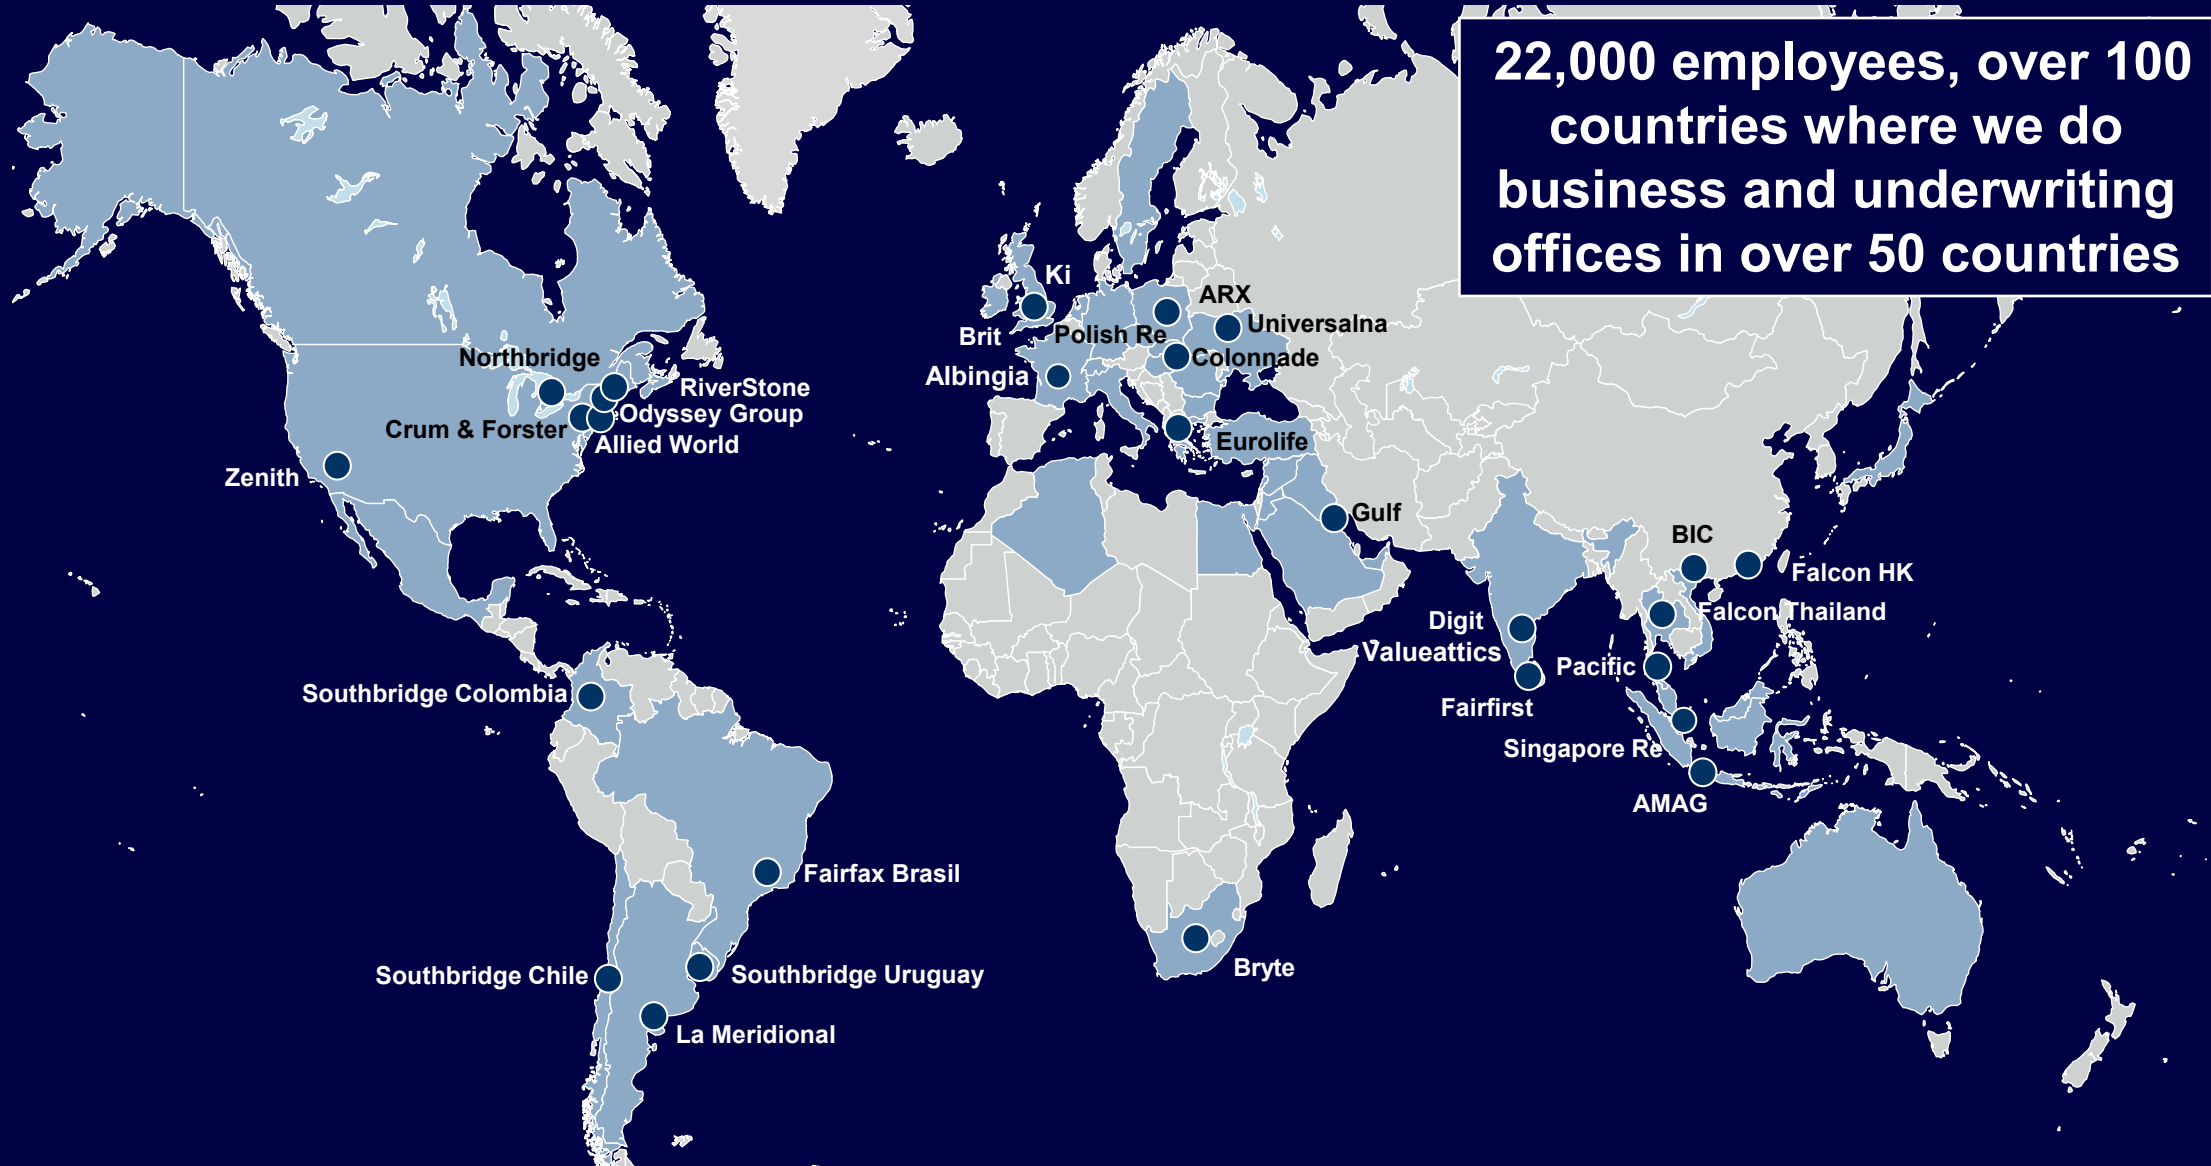 22,000 employees, over 100
countries where we do
business and underwriting
offices in over 50 countries
Ki
Brit
ARX
Universalna
Polish Re
Colonnade
Albingia
Eurolife
Northbridge
RiverStone
Odyssey Group
Crum & Forster
Allied World
Zenith
Gulf
BIC
Falcon HK
Falcon Thailand
Digit
Valueattics
Pacific
Fairfirst
Singapore Re
AMAG
Southbridge Colombia
Fairfax Brasil
Southbridge Chile
Southbridge Uruguay
La Meridional
Bryte